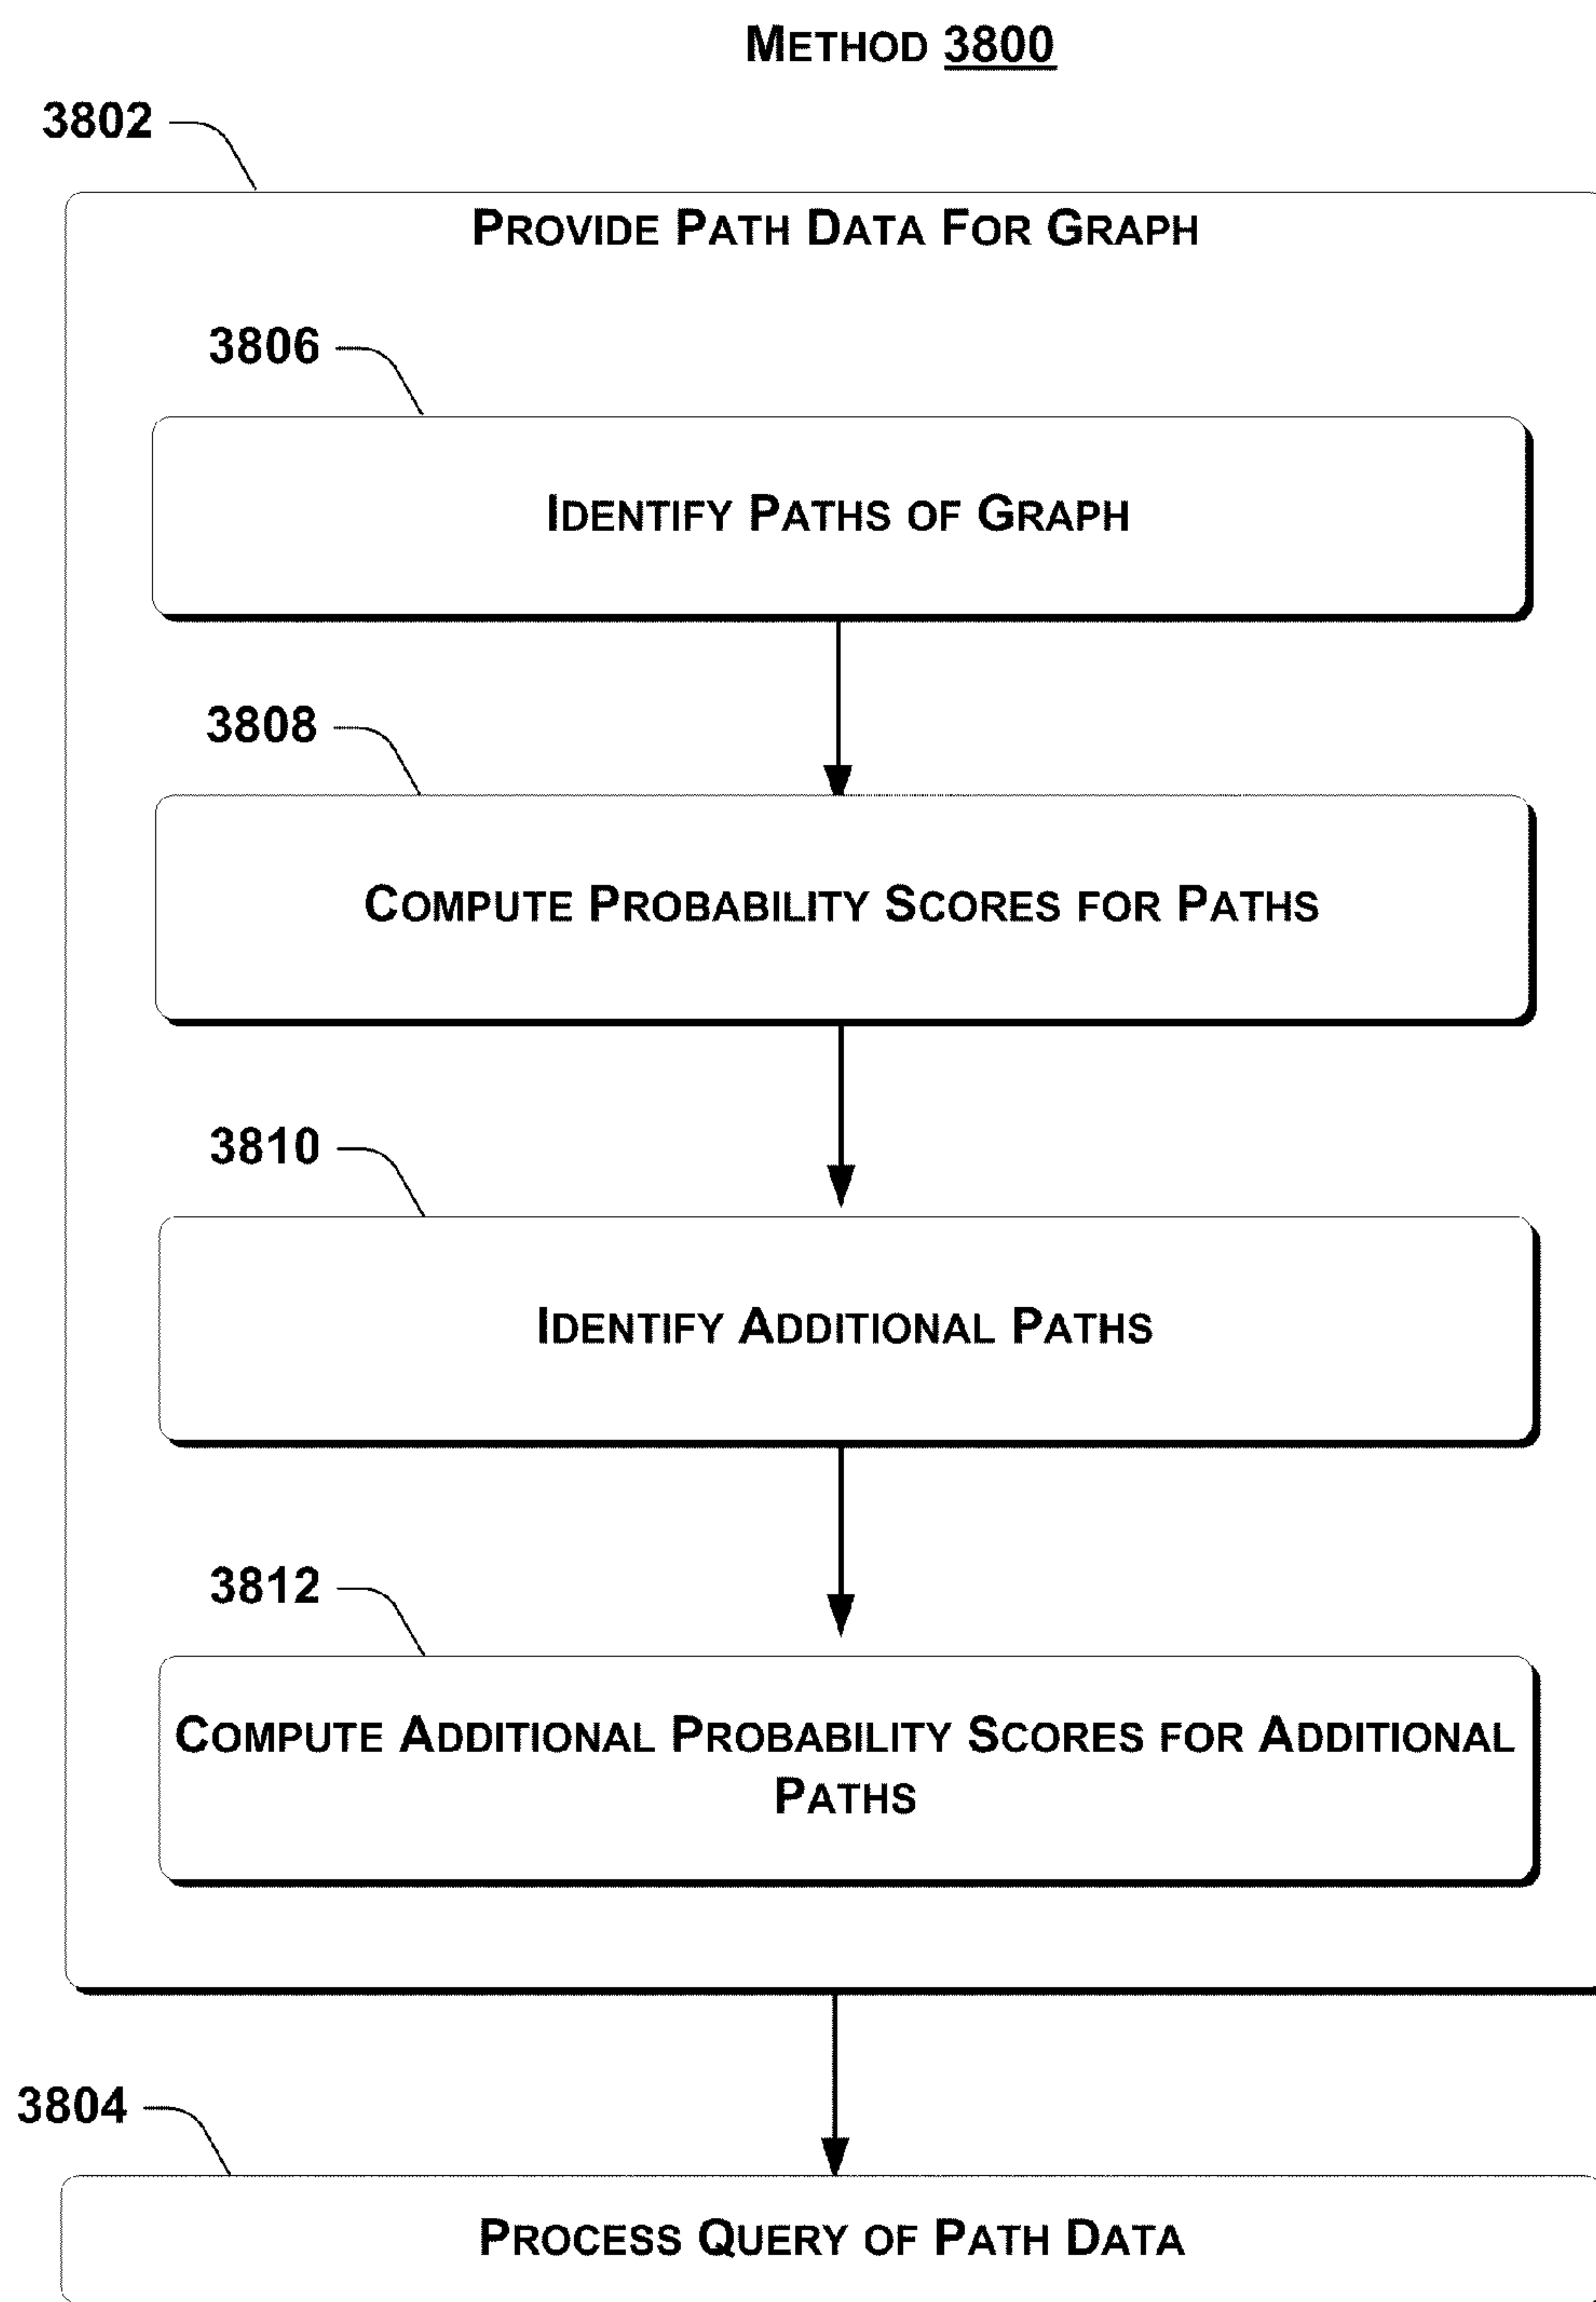 METHOD 3800
3802
PROVIDE PATH DATA FOR GRAPH
3806
IDENTIFY PATHS OF GRAPH
3808
COMPUTE PROBABILITY SCORES FOR PATHS
3810
IDENTIFY ADDITIONAL PATHS
3812
COMPUTE ADDITIONAL PROBABILITY SCORES FOR ADDITIONAL
PATHS
3804
PROCESS QUERY OF PATH DATA